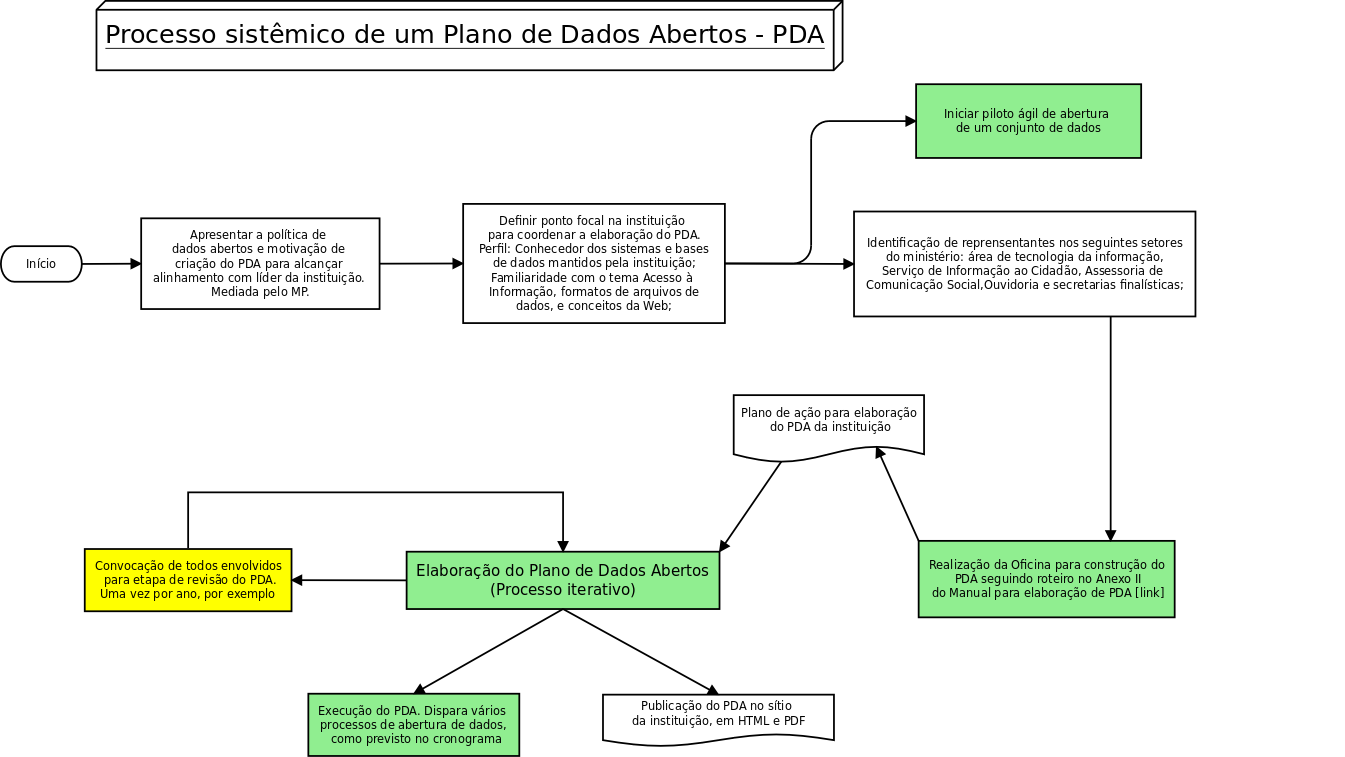 Processo sistêmico de um Plano de Dados Abertos - PDA
Iniciar piloto ágil de abertura
de um conjunto de dados
Início
Apresentar a política de
dados abertos e motivação de
criação do PDA para alcançar
alinhamento com líder da instituição.
Mediada pelo MP.
Definir ponto focal na instituição
para coordenar a elaboração do PDA.
Perfil: Conhecedor dos sistemas e bases
de dados mantidos pela instituição;
Familiaridade com o tema Acesso à
Informação, formatos de arquivos de
dados, e conceitos da Web;
Identificação de reprensentantes nos seguintes setores
do ministério: área de tecnologia da informação,
Serviço de Informação ao Cidadão, Assessoria de
Comunicação Social,Ouvidoria e secretarias finalísticas;
Plano de ação para elaboração
do PDA da instituição
Convocação de todos envolvidos
para etapa de revisão do PDA.
Uma vez por ano, por exemplo
Elaboração do Plano de Dados Abertos
(Processo iterativo)
Realização da Oficina para construção do
PDA seguindo roteiro no Anexo II
do Manual para elaboração de PDA [link]
Execução do PDA. Dispara vários
processos de abertura de dados,
como previsto no cronograma
Publicação do PDA no sítio
da instituição, em HTML e PDF